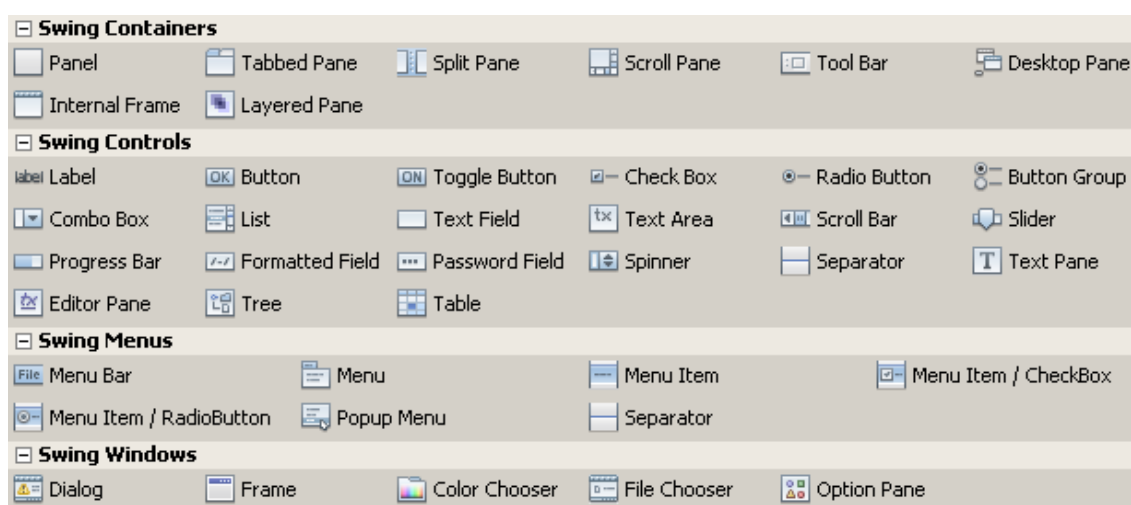 Swing Containers
Panel Tabbed Pane Split Pane Scroll Pane Tool Bar Desktop Pane
Internal Frame Layered Pane
Swing Controls
label Label OK Button ON Toggle Button Check Box Radio Button Button Group
Combo Box List Text Field tx Text Area Scroll Bar Slider
Progress Bar Formatted Field Password Field Spinner Separator T Text Pane
tx Editor Pane Tree Table
Swing Menus
File Menu Bar Menu Menu Item Menu Item / CheckBox
Menu Item / RadioButton Popup Menu Separator
Swing Windows
Dialog Frame Color Chooser File Chooser Option Pane